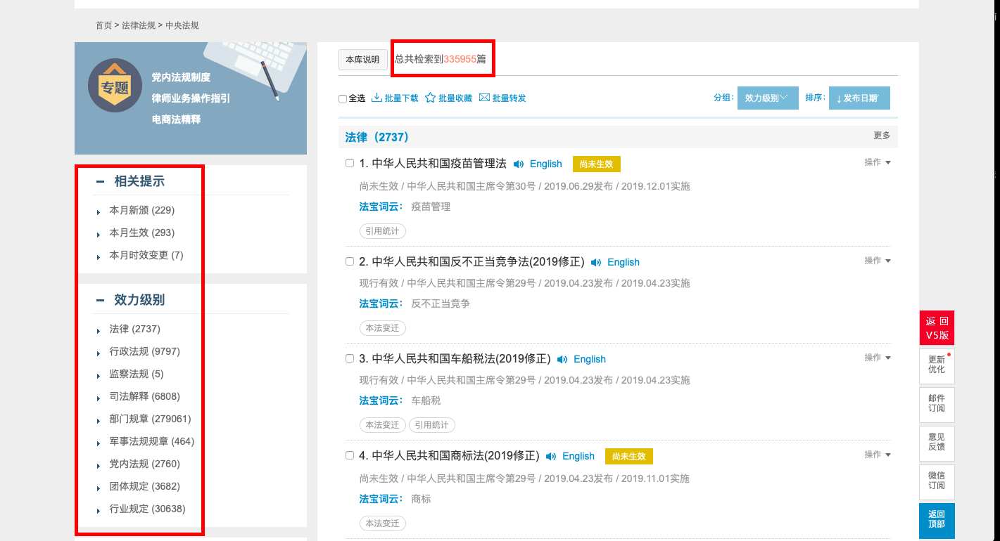 首页 > 法律法规 > 中央法规
专题
党内法规制度
律师业务操作指引
电商法精释
相关提示
本月新颁 (229)
本月生效 (293)
本月时效变更 (7)
效力级别
法律 (2737)
行政法规 (9797)
监察法规 (5)
司法解释 (6808)
部门规章 (279061)
军事法规规章 (464)
党内法规 (2760)
团体规定 (3682)
行业规定 (30638)
本库说明 总共检索到335955篇
全选 批量下载 批量收藏 批量转发 分组: 效力级别 排序: ↓发布日期
法律（2737） 更多
1. 中华人民共和国疫苗管理法 English 尚未生效 操作
尚未生效 / 中华人民共和国主席令第30号 / 2019.06.29发布 / 2019.12.01实施
法宝词云： 疫苗管理
引用统计
2. 中华人民共和国反不正当竞争法(2019修正) English 操作
现行有效 / 中华人民共和国主席令第29号 / 2019.04.23发布 / 2019.04.23实施
法宝词云： 反不正当竞争
本法变迁
3. 中华人民共和国车船税法(2019修正) English 操作
现行有效 / 中华人民共和国主席令第29号 / 2019.04.23发布 / 2019.04.23实施
法宝词云： 车船税
本法变迁 引用统计
4. 中华人民共和国商标法(2019修正) English 尚未生效 操作
尚未生效 / 中华人民共和国主席令第29号 / 2019.04.23发布 / 2019.11.01实施
法宝词云： 商标
本法变迁
返 回
V5版
更新
优化
邮件
订阅
意见
反馈
微信
订阅
返回
顶部